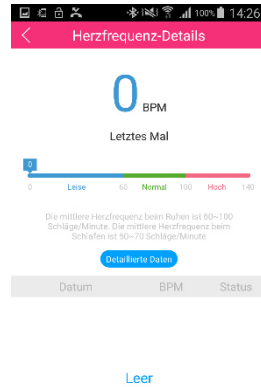 100% 14:26
Herzfrequenz-Details
0 BPM
Letztes Mal
0
0 Leise 60 Normal 100 Hoch 140
Die mittlere Herzfrequenz beim Ruhen ist 60~100
Schläge/Minute. Die mittlere Herzfrequenz beim
Schlafen ist 50~70 Schläge/Minute
Detaillierte Daten
Datum BPM Status
Leer